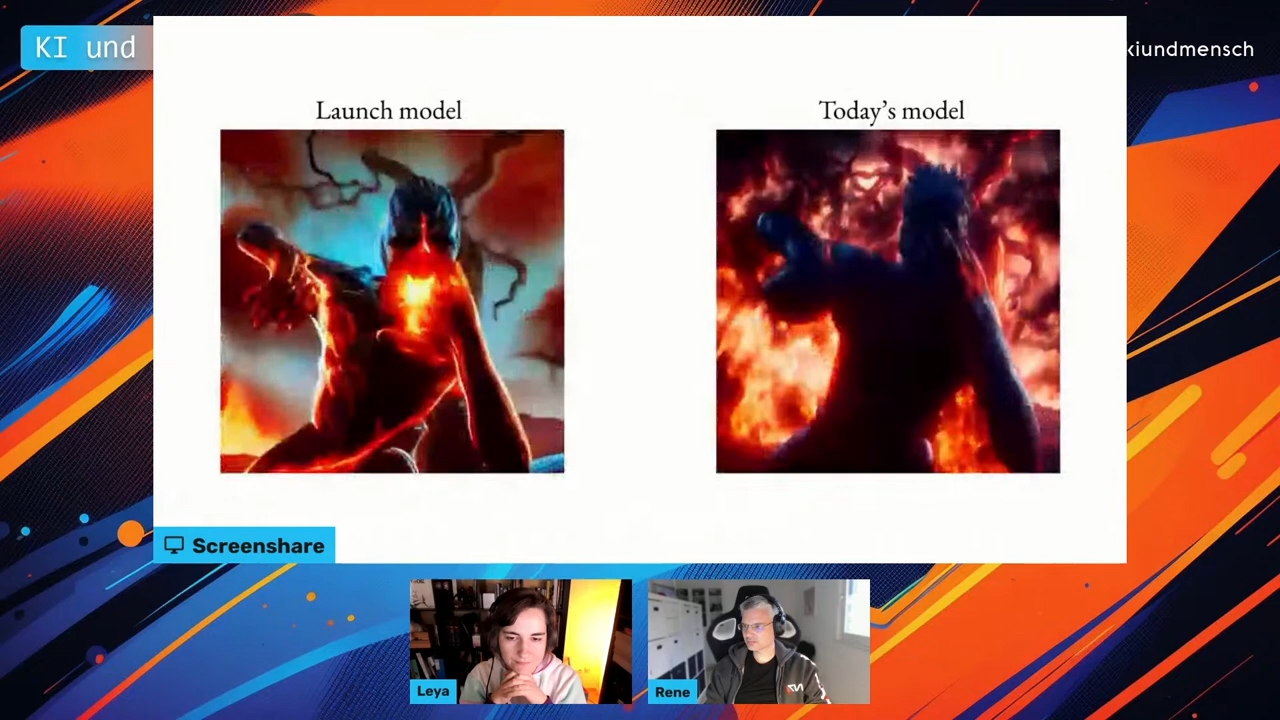 KI und
kiundmensch
Launch model
Today's model
Screenshare
Leya
Rene